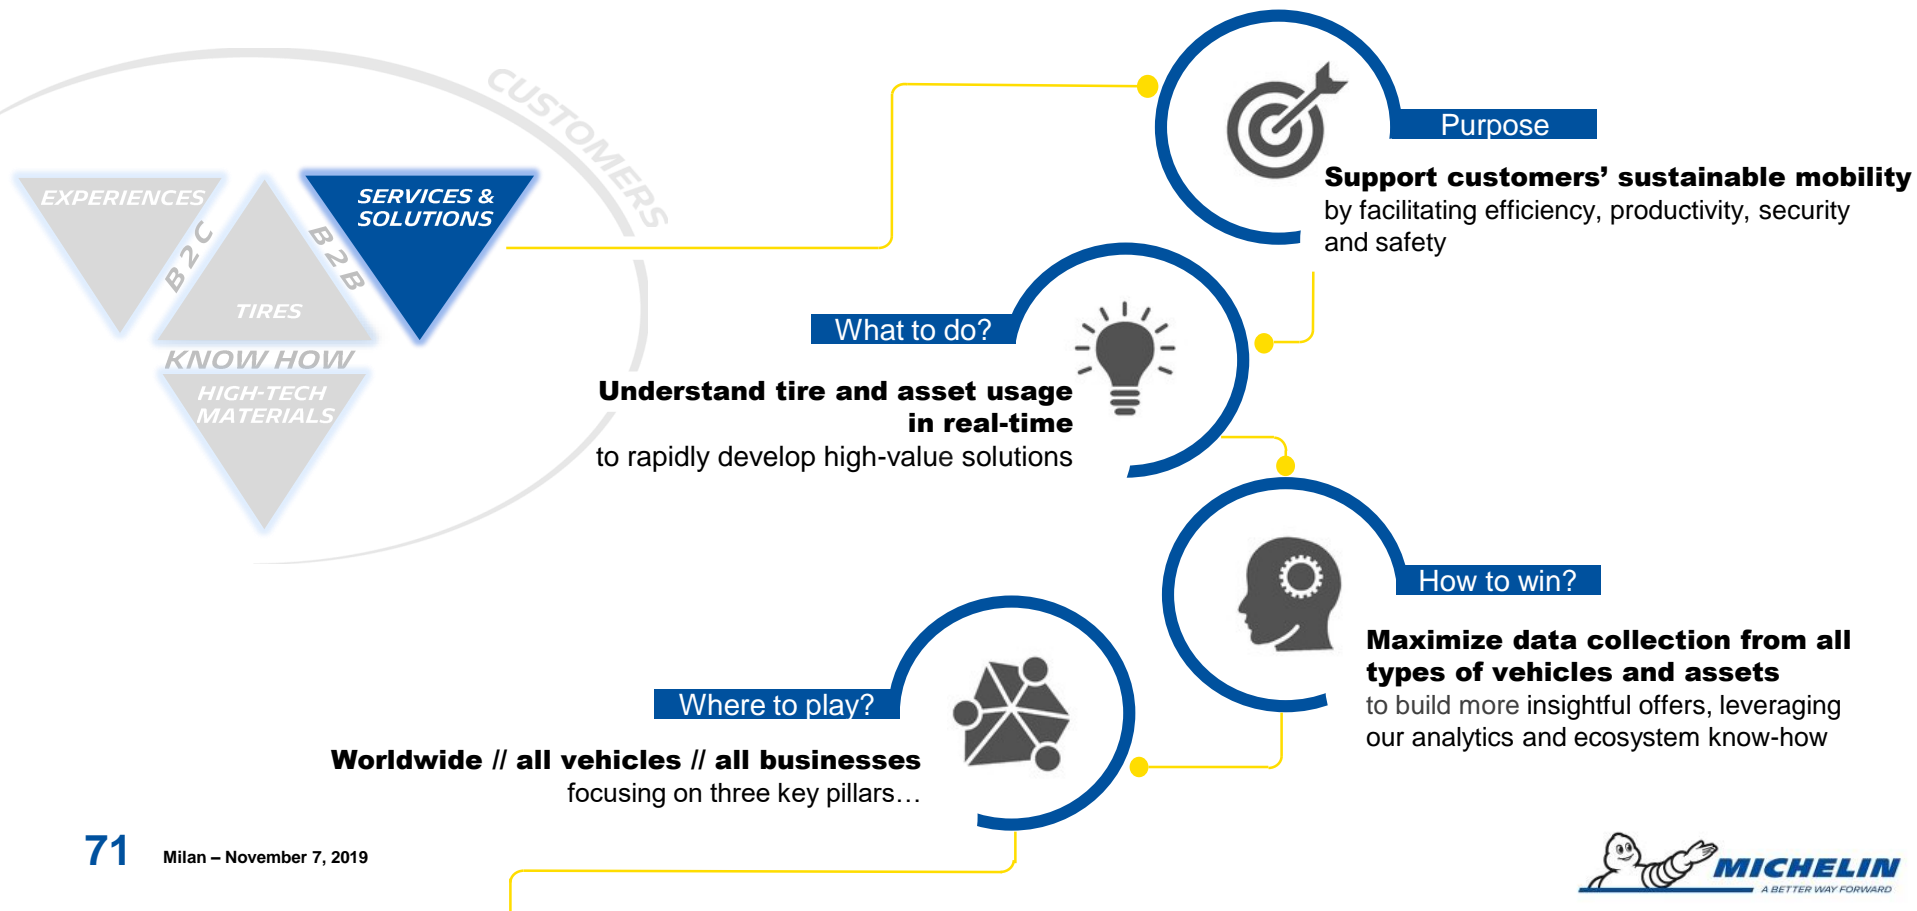 CUSTOMERS
EXPERIENCES
B2C
TIRES
B2B
SERVICES &
SOLUTIONS
KNOW HOW
HIGH-TECH
MATERIALS
Purpose
Support customers’ sustainable mobility
by facilitating efficiency, productivity, security
and safety
What to do?
Understand tire and asset usage
in real-time
to rapidly develop high-value solutions
How to win?
Maximize data collection from all
types of vehicles and assets
to build more insightful offers, leveraging
our analytics and ecosystem know-how
Where to play?
Worldwide // all vehicles // all businesses
focusing on three key pillars…
71 Milan – November 7, 2019
MICHELIN
A BETTER WAY FORWARD